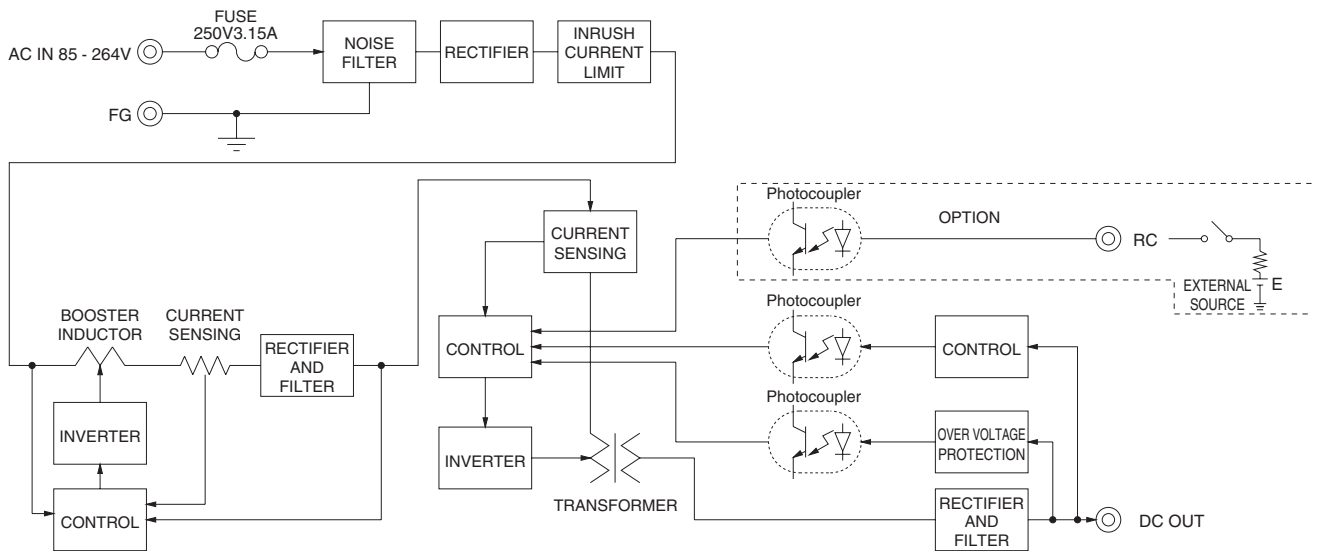 FUSE
250V3.15A
AC IN 85 - 264V
NOISE
FILTER
RECTIFIER
INRUSH
CURRENT
LIMIT
FG
Photocoupler
OPTION
RC
EXTERNAL
SOURCE
E
CURRENT
SENSING
BOOSTER
INDUCTOR
CURRENT
SENSING
RECTIFIER
AND
FILTER
CONTROL
Photocoupler
CONTROL
Photocoupler
INVERTER
INVERTER
OVER VOLTAGE
PROTECTION
TRANSFORMER
CONTROL
RECTIFIER
AND
FILTER
DC OUT